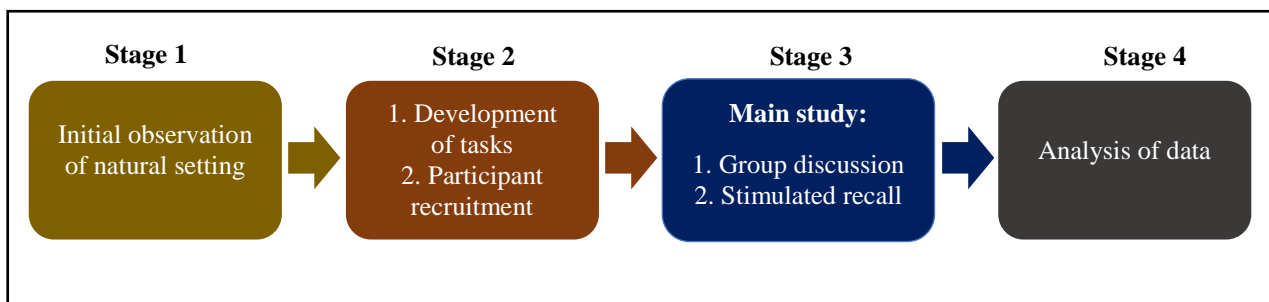 Stage 1
Initial observation
of natural setting
Stage 2
1. Development
of tasks
2. Participant
recruitment
Stage 3
Main study:
1. Group discussion
2. Stimulated recall
Stage 4
Analysis of data